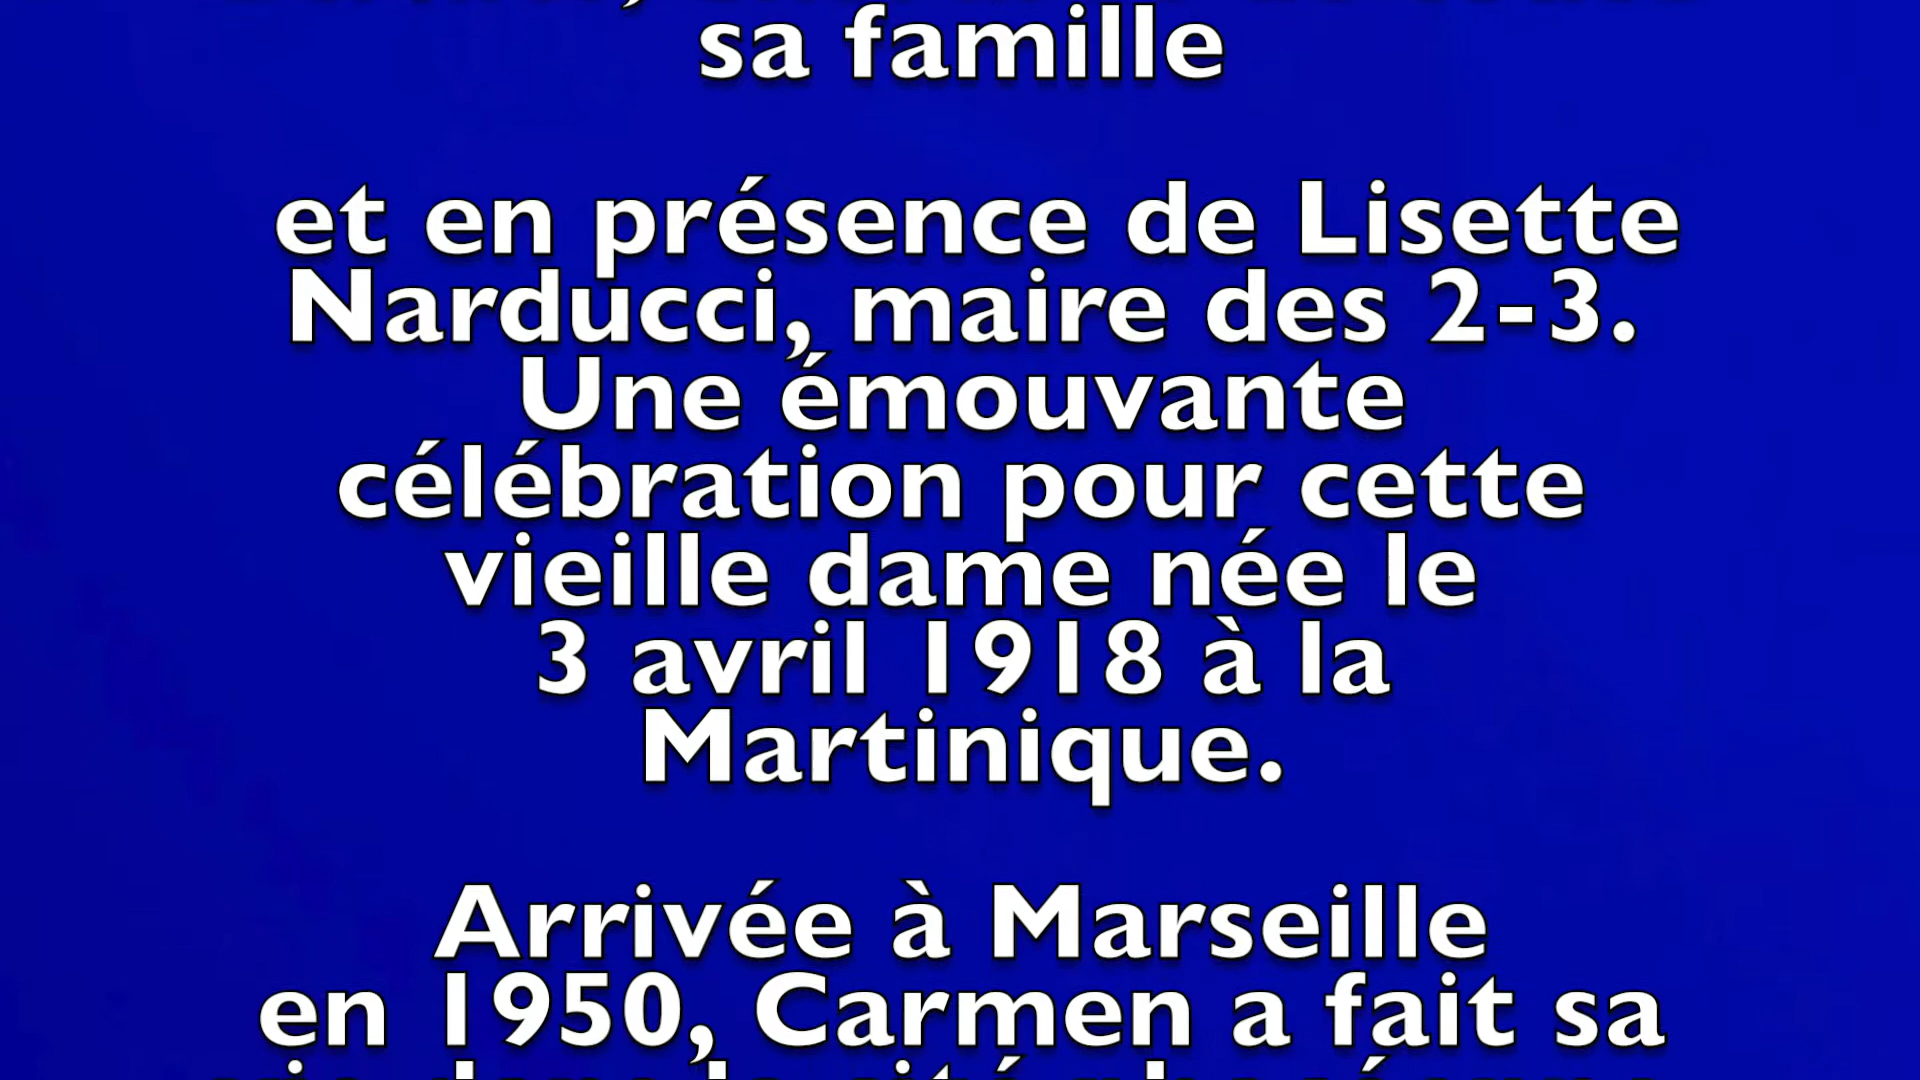 sa famille
et en présence de Lisette
Narducci, maire des 2-3.
Une émouvante
célébration pour cette
vieille dame née le
3 avril 1918 à la
Martinique.
Arrivée à Marseille
en 1950, Carmen a fait sa